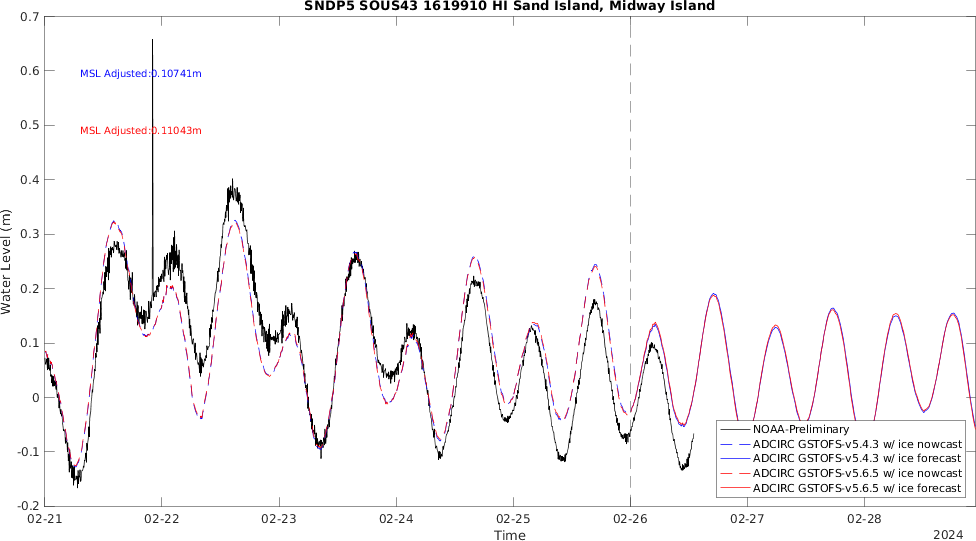 SNDP5 SOUS43 1619910 HI Sand Island, Midway Island
0.7
0.6
0.5
0.4
0.3
0.2
0.1
0
-0.1
-0.2
Water Level (m)
MSL Adjusted:0.10741m
MSL Adjusted:0.11043m
NOAA-Preliminary
ADCIRC GSTOFS-v5.4.3 w/ ice nowcast
ADCIRC GSTOFS-v5.4.3 w/ ice forecast
ADCIRC GSTOFS-v5.6.5 w/ ice nowcast
ADCIRC GSTOFS-v5.6.5 w/ ice forecast
02-21 02-22 02-23 02-24 02-25 02-26 02-27 02-28
Time
2024